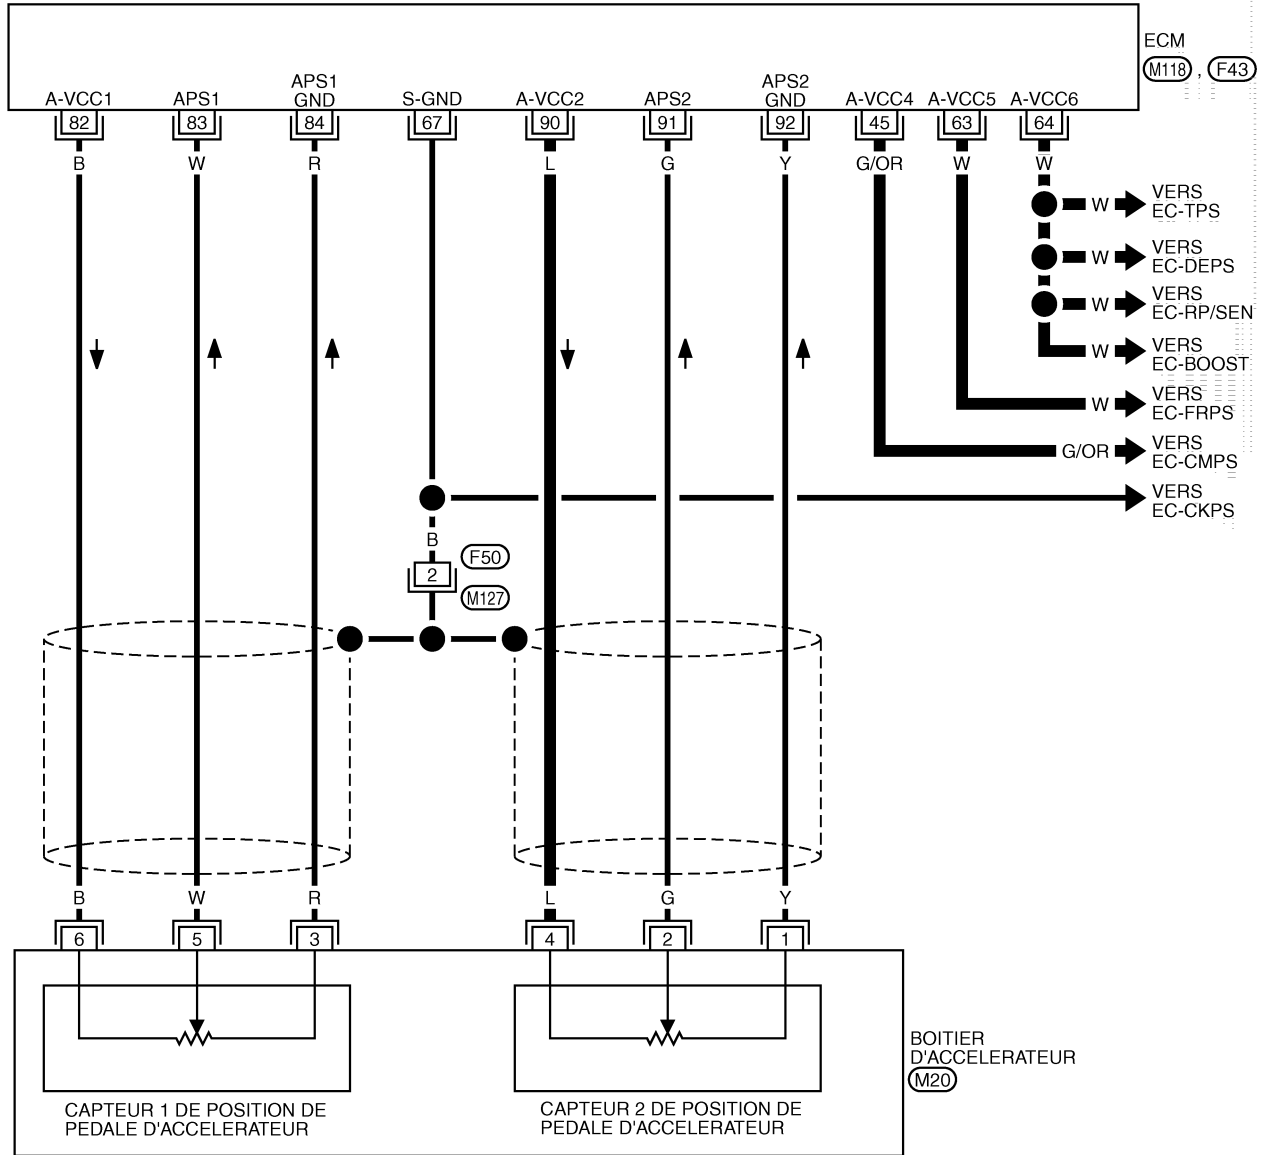 ECM
M118 , F43
A-VCC1
APS1
APS1
GND
S-GND
A-VCC2
APS2
APS2
GND
A-VCC4
A-VCC5
A-VCC6
82
83
84
67
90
91
92
45
63
64
B
W
R
L
G
Y
G/OR
W
W
W
VERS
EC-TPS
W
VERS
EC-DEPS
W
VERS
EC-RP/SEN
W
VERS
EC-BOOST
W
VERS
EC-FRPS
G/OR
VERS
EC-CMPS
VERS
EC-CKPS
B
F50
2
M127
B
W
R
L
G
Y
6
5
3
4
2
1
BOITIER
D'ACCELERATEUR
M20
CAPTEUR 1 DE POSITION DE
PEDALE D'ACCELERATEUR
CAPTEUR 2 DE POSITION DE
PEDALE D'ACCELERATEUR